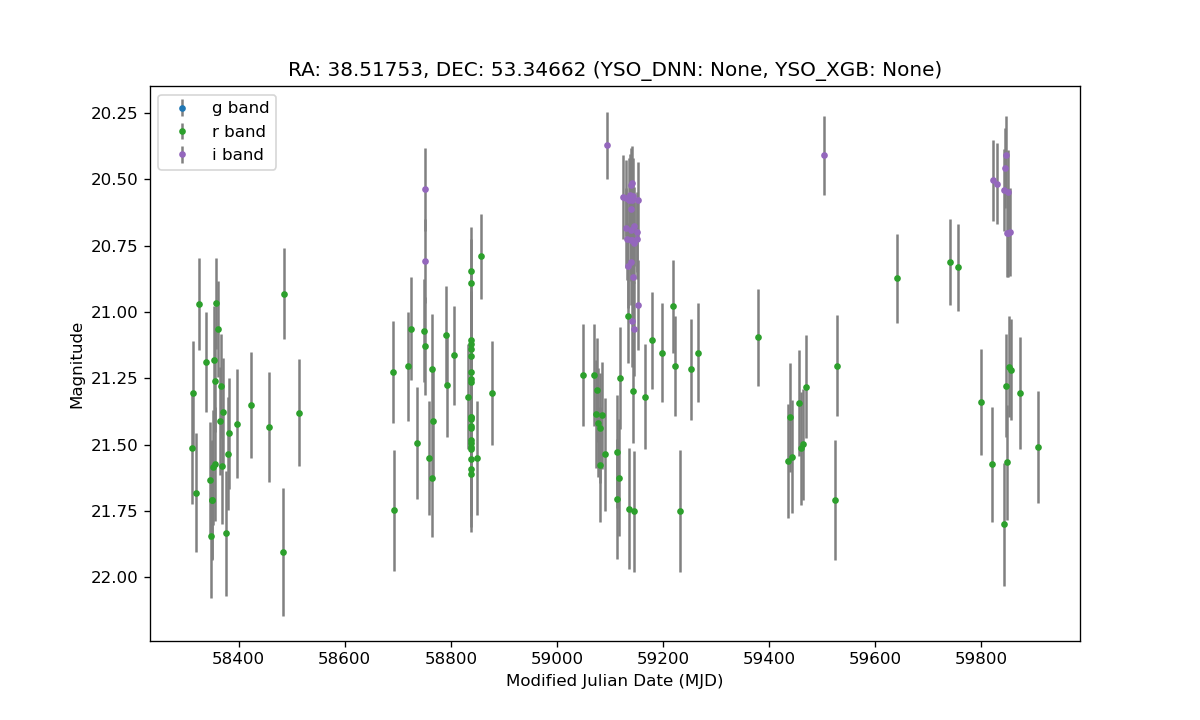 RA: 38.51753, DEC: 53.34662 (YSO_DNN: None, YSO_XGB: None)
g band
r band
i band
20.25
20.50
20.75
21.00
21.25
21.50
21.75
22.00
Magnitude
58400 58600 58800 59000 59200 59400 59600 59800
Modified Julian Date (MJD)